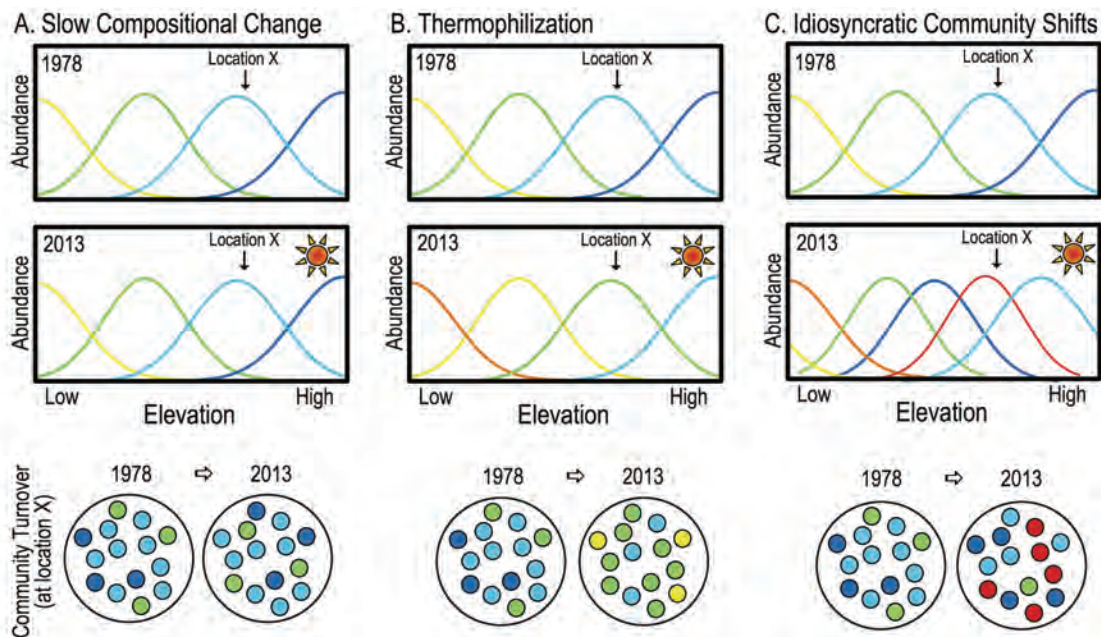 A. Slow Compositional Change
B. Thermophilization
C. Idiosyncratic Community Shifts
1978
Location X
Abundance
1978
Location X
Abundance
1978
Location X
Abundance
2013
Location X
Abundance
2013
Location X
Abundance
2013
Location X
Abundance
Low
High
Elevation
Low
High
Elevation
Low
High
Elevation
Community Turnover
(at location X)
1978 ⇨ 2013
1978 ⇨ 2013
1978 ⇨ 2013